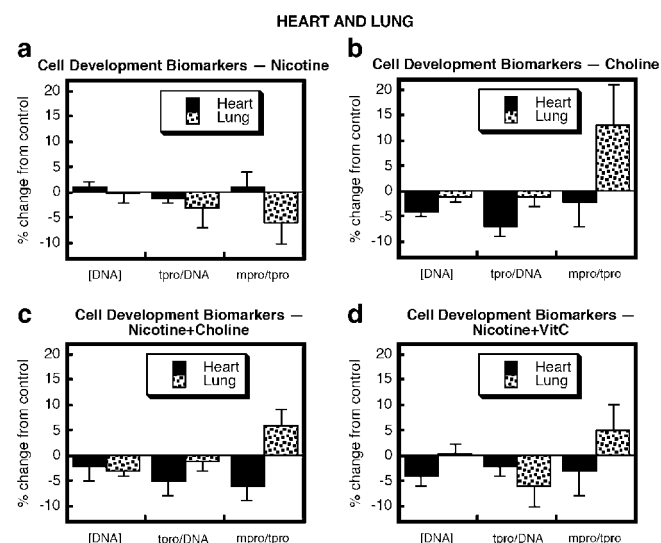 HEART AND LUNG
a
Cell Development Biomarkers — Nicotine
% change from control
20
15
10
5
0
-5
-10
Heart
Lung
[DNA]
tpro/DNA
mpro/tpro
b
Cell Development Biomarkers — Choline
% change from control
20
15
10
5
0
-5
-10
Heart
Lung
[DNA]
tpro/DNA
mpro/tpro
c
Cell Development Biomarkers —
Nicotine+Choline
% change from control
20
15
10
5
0
-5
-10
Heart
Lung
[DNA]
tpro/DNA
mpro/tpro
d
Cell Development Biomarkers —
Nicotine+VitC
% change from control
20
15
10
5
0
-5
-10
Heart
Lung
[DNA]
tpro/DNA
mpro/tpro